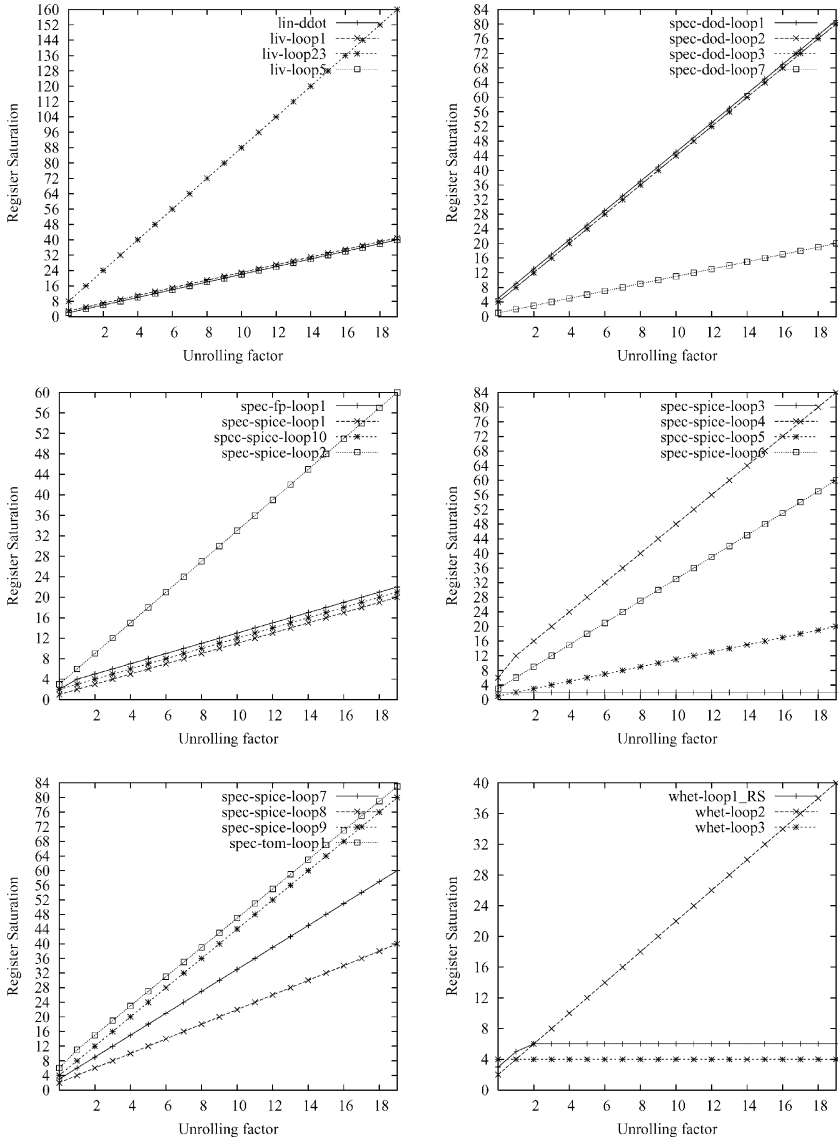 160
152
144
136
128
120
112
104
96
88
80
72
64
56
48
40
32
24
16
8
0
Register Saturation
lin-ddot
liv-loop1
liv-loop23
liv-loop5
2 4 6 8 10 12 14 16 18
Unrolling factor
84
80
76
72
68
64
60
56
52
48
44
40
36
32
28
24
20
16
12
8
4
0
Register Saturation
spec-dod-loop1
spec-dod-loop2
spec-dod-loop3
spec-dod-loop7
2 4 6 8 10 12 14 16 18
Unrolling factor
60
56
52
48
44
40
36
32
28
24
20
16
12
8
4
0
Register Saturation
spec-fp-loop1
spec-spice-loop1
spec-spice-loop10
spec-spice-loop2
2 4 6 8 10 12 14 16 18
Unrolling factor
84
80
76
72
68
64
60
56
52
48
44
40
36
32
28
24
20
16
12
8
4
0
Register Saturation
spec-spice-loop3
spec-spice-loop4
spec-spice-loop5
spec-spice-loop6
2 4 6 8 10 12 14 16 18
Unrolling factor
84
80
76
72
68
64
60
56
52
48
44
40
36
32
28
24
20
16
12
8
4
0
Register Saturation
spec-spice-loop7
spec-spice-loop8
spec-spice-loop9
spec-tom-loop1
2 4 6 8 10 12 14 16 18
Unrolling factor
40
36
32
28
24
20
16
12
8
4
0
Register Saturation
whet-loop1_RS
whet-loop2
whet-loop3
2 4 6 8 10 12 14 16 18
Unrolling factor